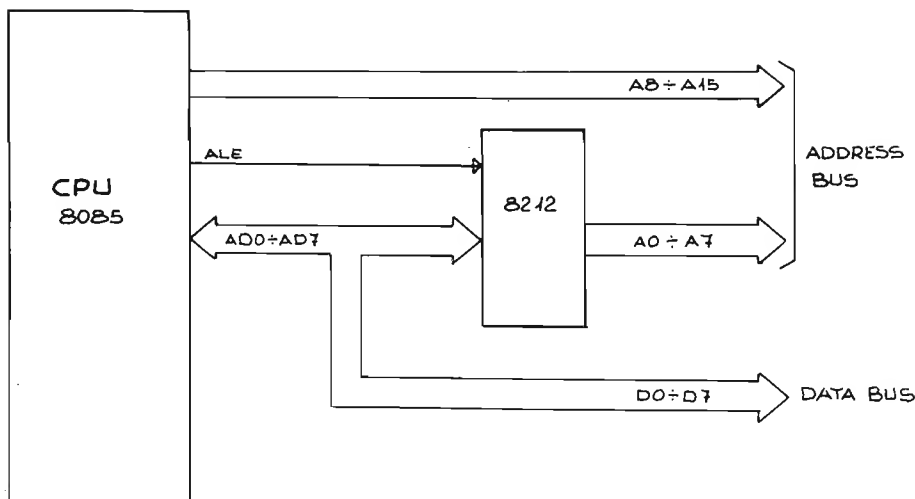 A8÷A15
ALE
ADDRESS
BUS
CPU
8085
8212
AD0÷AD7
A0÷A7
D0÷D7
DATA BUS